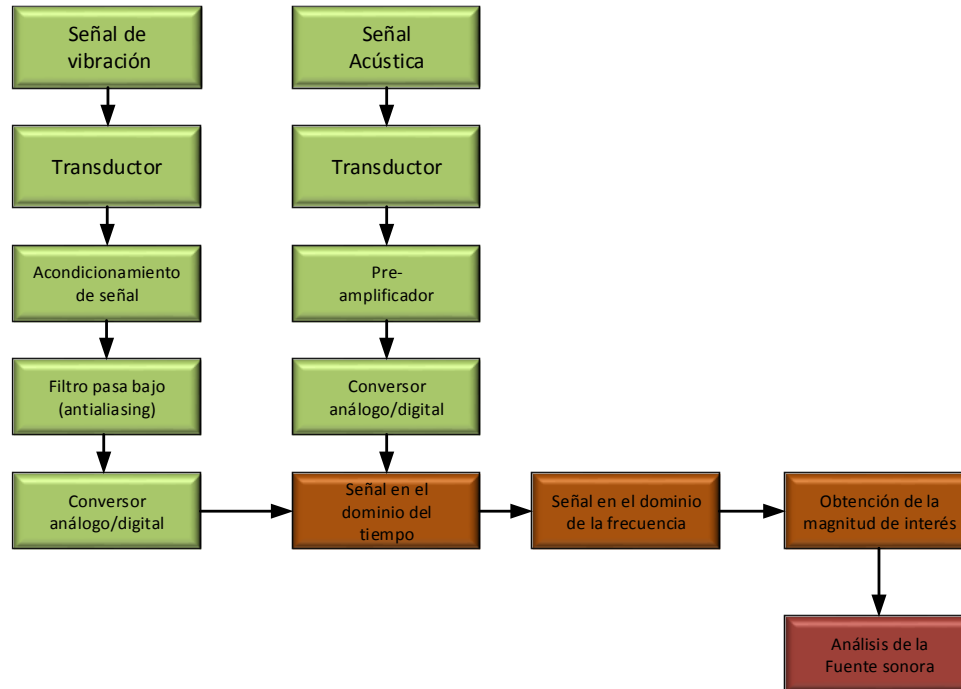 Señal de
vibración
Señal
Acústica
Transductor
Transductor
Acondicionamiento
de señal
Pre-
amplificador
Filtro pasa bajo
(antialiasing)
Conversor
análogo/digital
Conversor
análogo/digital
Señal en el
dominio del
tiempo
Señal en el dominio
de la frecuencia
Obtención de la
magnitud de interés
Análisis de la
Fuente sonora